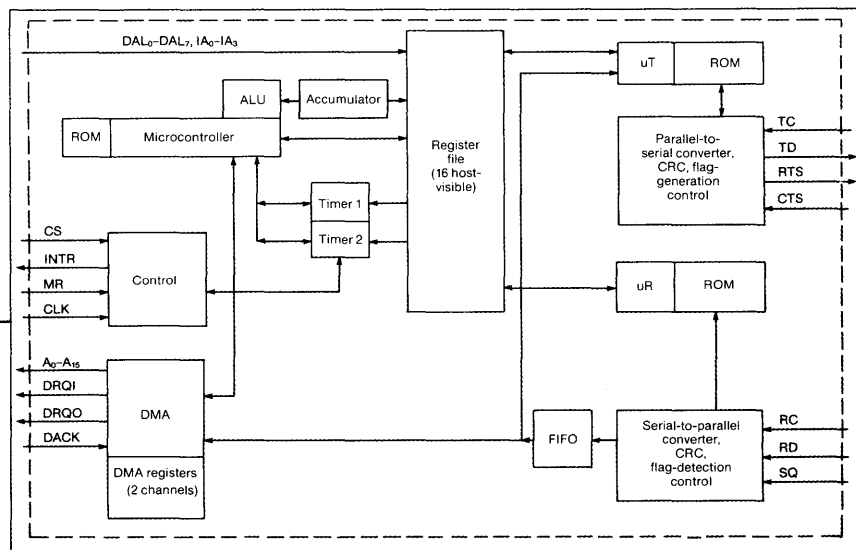 DAL₀–DAL₇, IA₀–IA₃
ALU
Accumulator
ROM
Microcontroller
Timer 1
Timer 2
Register
file
(16 host-
visible)
uT
ROM
Parallel-to-
serial converter,
CRC, flag-
generation
control
TC
TD
RTS
CTS
CS
INTR
MR
CLK
Control
uR
ROM
A₀–A₁₅
DRQI
DRQO
DACK
DMA
DMA registers
(2 channels)
FIFO
Serial-to-parallel
converter,
CRC,
flag-detection
control
RC
RD
SQ